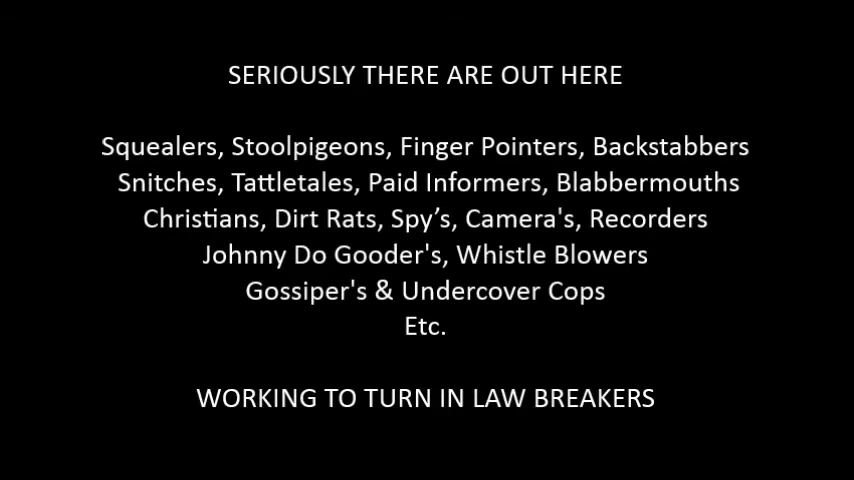 SERIOUSLY THERE ARE OUT HERE
Squealers, Stoolpigeons, Finger Pointers, Backstabbers
Snitches, Tattletales, Paid Informers, Blabbermouths
Christians, Dirt Rats, Spy’s, Camera's, Recorders
Johnny Do Gooder's, Whistle Blowers
Gossiper's & Undercover Cops
Etc.
WORKING TO TURN IN LAW BREAKERS